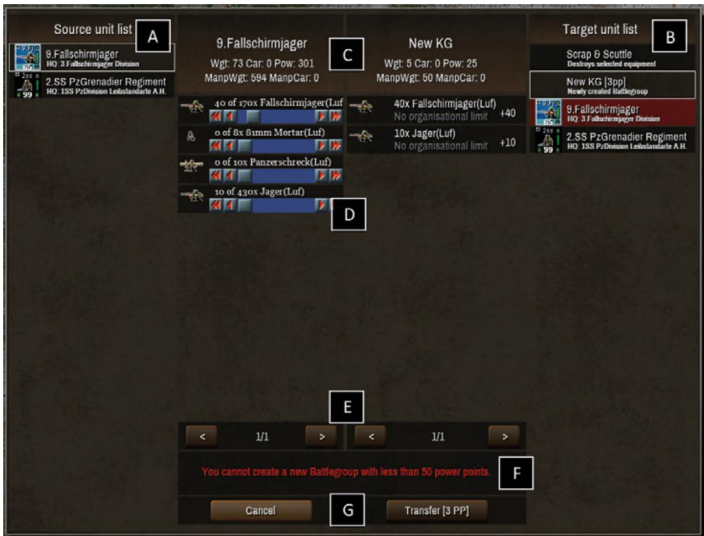 Source unit list
A
9.Fallschirmjager
HQ: 3 Fallschirmjager Division
2.SS PzGrenadier Regiment
HQ: 1SS PzDivision Leibstandarte A.H.
99
9.Fallschirmjager
Wgt: 73 Car: 0 Pow: 301
ManpWgt: 594 ManpCar: 0
C
New KG
Wgt: 5 Car: 0 Pow: 25
ManpWgt: 50 ManpCar: 0
40 of 170x Fallschirmjager(Luf
0 of 8x 81mm Mortar(Luf)
0 of 10x Panzerschreck(Luf)
10 of 430x Jager(Luf)
D
40x Fallschirmjager(Luf)
No organisational limit +40
10x Jager(Luf)
No organisational limit +10
Target unit list
B
Scrap & Scuttle
Destroys selected equipment
New KG [3pp]
Newly created Battlegroup
9.Fallschirmjager
HQ: 3 Fallschirmjager Division
2.SS PzGrenadier Regiment
HQ: 1SS PzDivision Leibstandarte A.H.
99
E
< 1/1 > < 1/1 >
You cannot create a new Battlegroup with less than 50 power points.
F
Cancel
G
Transfer [3 PP]